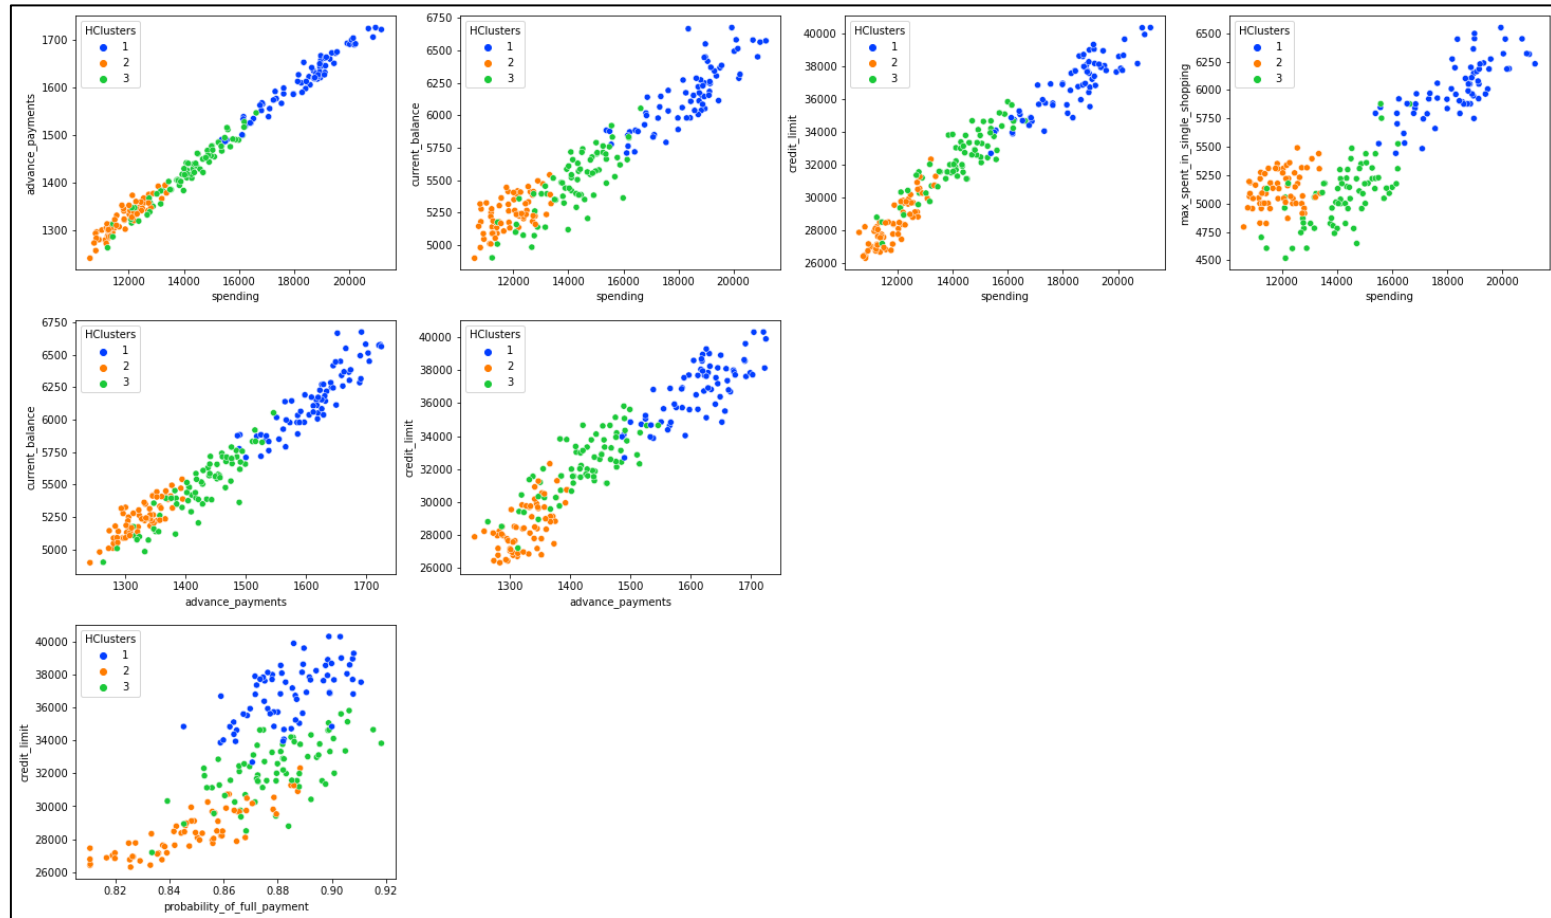 HClusters
1
2
3
1700
1600
1500
1400
1300
advance_payments
12000 14000 16000 18000 20000
spending
HClusters
1
2
3
6750
6500
6250
6000
5750
5500
5250
5000
current_balance
12000 14000 16000 18000 20000
spending
HClusters
1
2
3
40000
38000
36000
34000
32000
30000
28000
26000
credit_limit
12000 14000 16000 18000 20000
spending
HClusters
1
2
3
6500
6250
6000
5750
5500
5250
5000
4750
4500
max_spent_in_single_shopping
12000 14000 16000 18000 20000
spending
HClusters
1
2
3
6750
6500
6250
6000
5750
5500
5250
5000
current_balance
1300 1400 1500 1600 1700
advance_payments
HClusters
1
2
3
40000
38000
36000
34000
32000
30000
28000
26000
credit_limit
1300 1400 1500 1600 1700
advance_payments
HClusters
1
2
3
40000
38000
36000
34000
32000
30000
28000
26000
credit_limit
0.82 0.84 0.86 0.88 0.90 0.92
probability_of_full_payment